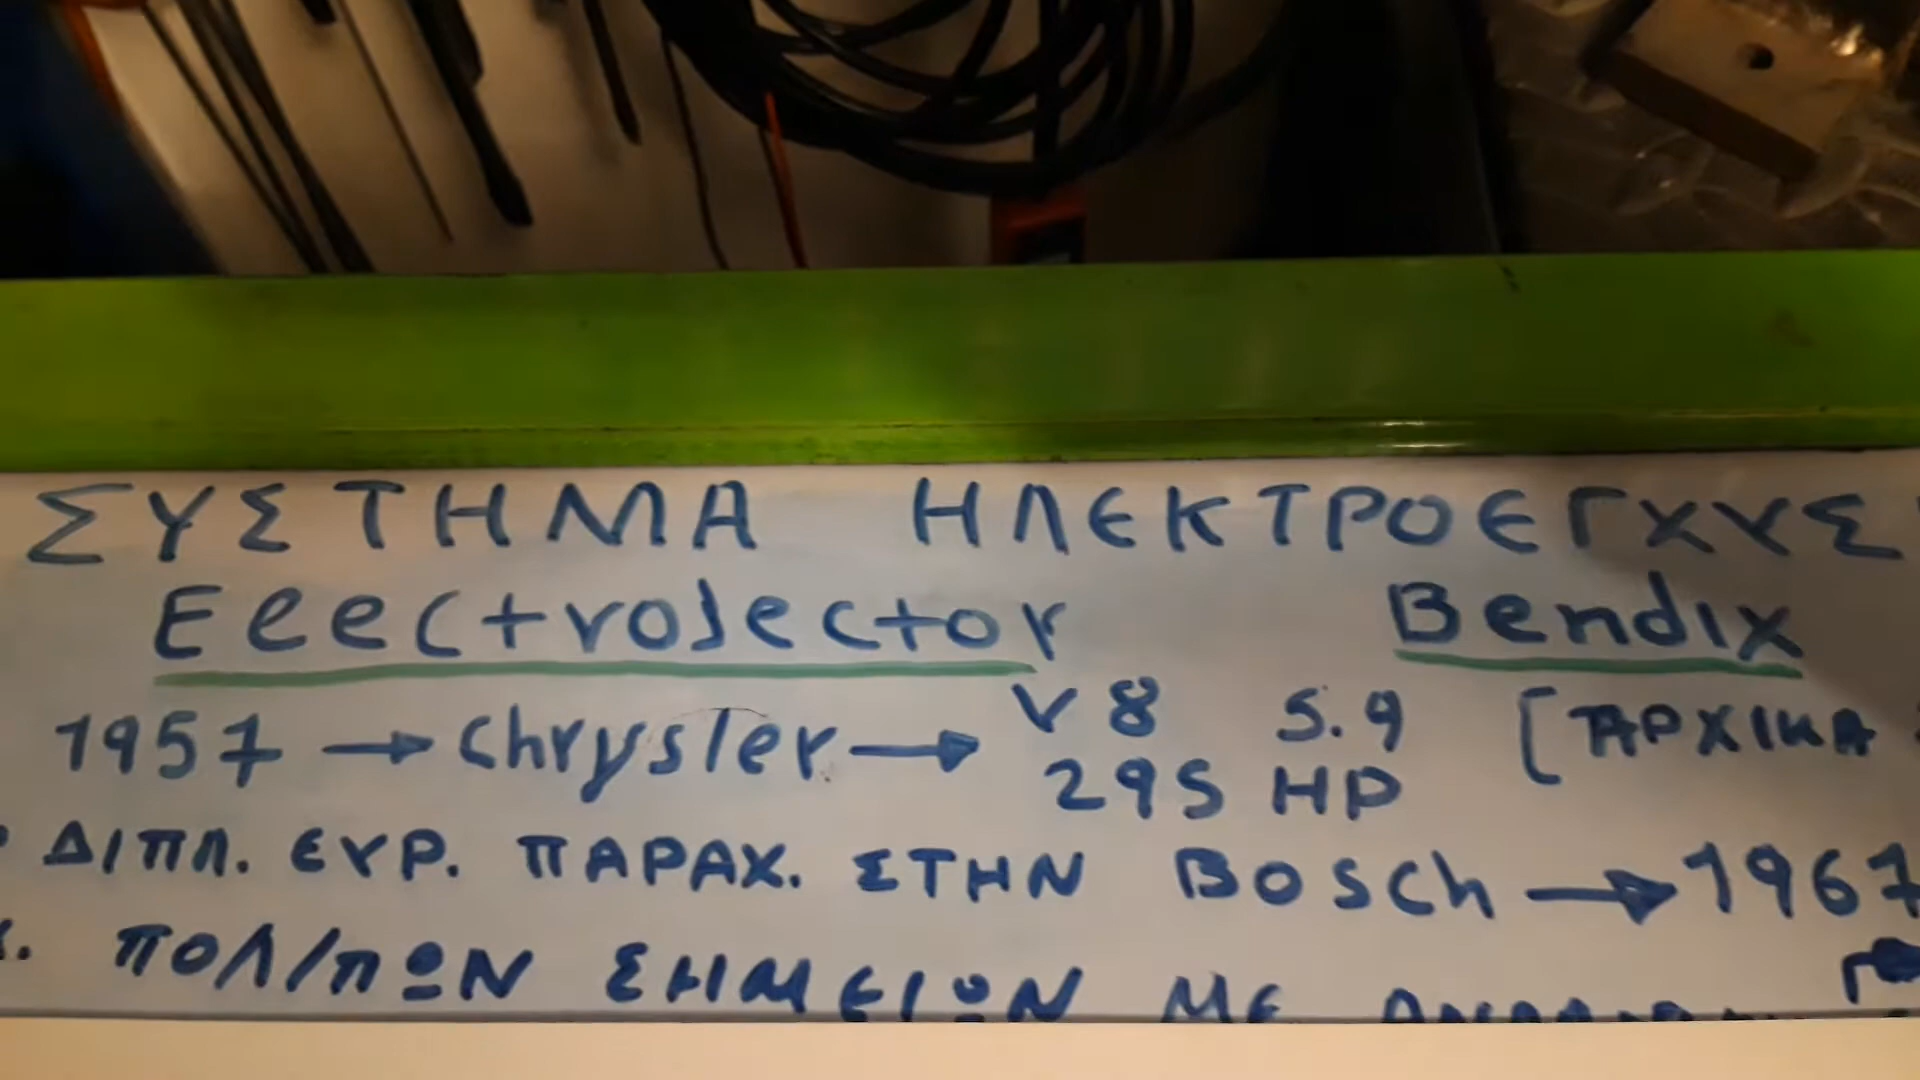 ΣΥΣΤΗΜΑ ΗΛΕΚΤΡΟΕΓΧΥΣ
Electrojector Bendix
1957 → Chrysler → V8 5.9 [ΑΡΧΙΚΑ
295 HP
ΔΙΠΛ. ΕΥΡ. ΠΑΡΑΧ. ΣΤΗΝ BOSCH → 1967
. ΠΟΛ/ΠΩΝ ΣΗΜΕΙΩΝ ΜΕ